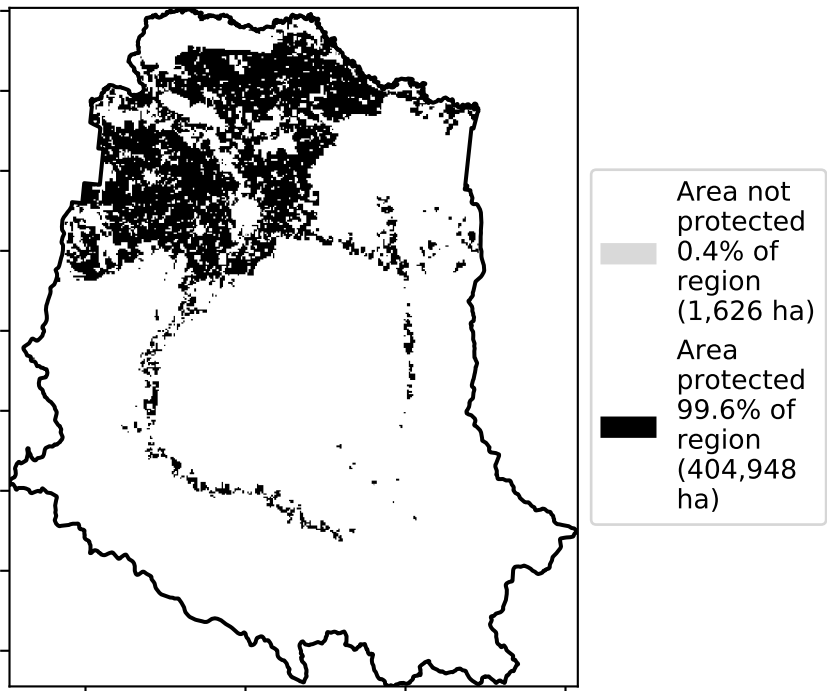 Area not
protected
0.4% of
region
(1,626 ha)
Area
protected
99.6% of
region
(404,948
ha)